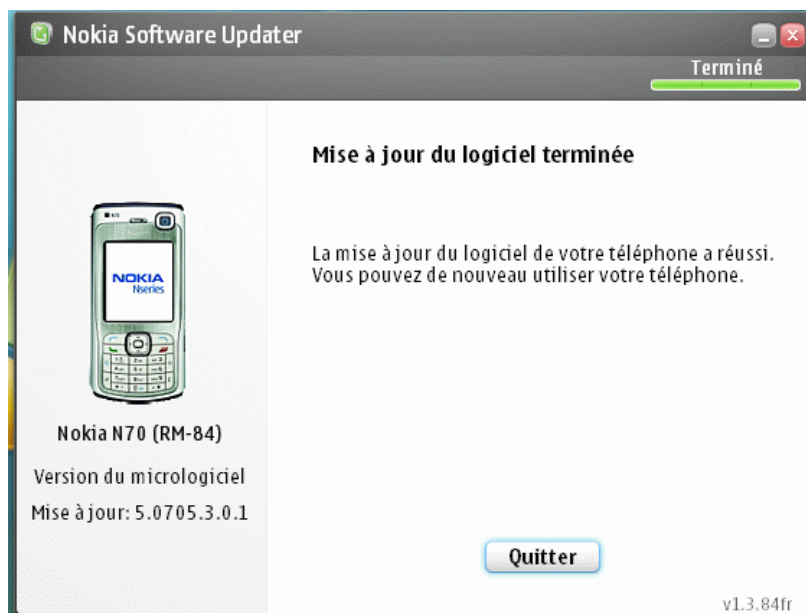 Nokia Software Updater
Terminé
Mise à jour du logiciel terminée
La mise à jour du logiciel de votre téléphone a réussi.
Vous pouvez de nouveau utiliser votre téléphone.
NOKIA
Nseries
Nokia N70 (RM-84)
Version du micrologiciel
Mise à jour: 5.0705.3.0.1
Quitter
v1.3.84fr